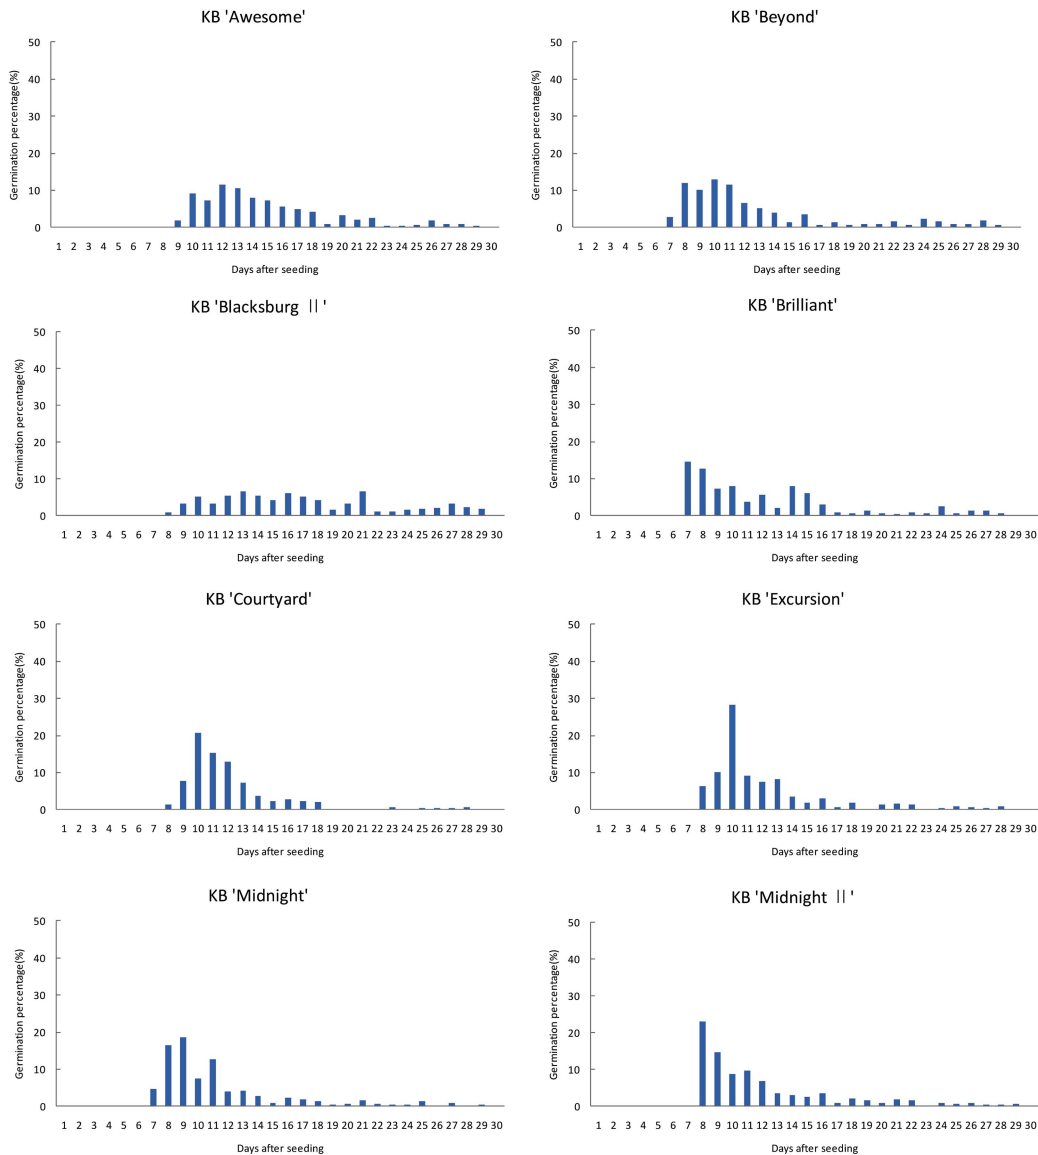 KB 'Awesome'
Germination percentage(%)
50
40
30
20
10
0
1 2 3 4 5 6 7 8 9 10 11 12 13 14 15 16 17 18 19 20 21 22 23 24 25 26 27 28 29 30
Days after seeding
KB 'Beyond'
Germination percentage(%)
50
40
30
20
10
0
1 2 3 4 5 6 7 8 9 10 11 12 13 14 15 16 17 18 19 20 21 22 23 24 25 26 27 28 29 30
Days after seeding
KB 'Blacksburg Ⅱ'
Germination percentage(%)
50
40
30
20
10
0
1 2 3 4 5 6 7 8 9 10 11 12 13 14 15 16 17 18 19 20 21 22 23 24 25 26 27 28 29 30
Days after seeding
KB 'Brilliant'
Germination percentage(%)
50
40
30
20
10
0
1 2 3 4 5 6 7 8 9 10 11 12 13 14 15 16 17 18 19 20 21 22 23 24 25 26 27 28 29 30
Days after seeding
KB 'Courtyard'
Germination percentage(%)
50
40
30
20
10
0
1 2 3 4 5 6 7 8 9 10 11 12 13 14 15 16 17 18 19 20 21 22 23 24 25 26 27 28 29 30
Days after seeding
KB 'Excursion'
Germination percentage(%)
50
40
30
20
10
0
1 2 3 4 5 6 7 8 9 10 11 12 13 14 15 16 17 18 19 20 21 22 23 24 25 26 27 28 29 30
Days after seeding
KB 'Midnight'
Germination percentage(%)
50
40
30
20
10
0
1 2 3 4 5 6 7 8 9 10 11 12 13 14 15 16 17 18 19 20 21 22 23 24 25 26 27 28 29 30
Days after seeding
KB 'Midnight Ⅱ'
Germination percentage(%)
50
40
30
20
10
0
1 2 3 4 5 6 7 8 9 10 11 12 13 14 15 16 17 18 19 20 21 22 23 24 25 26 27 28 29 30
Days after seeding